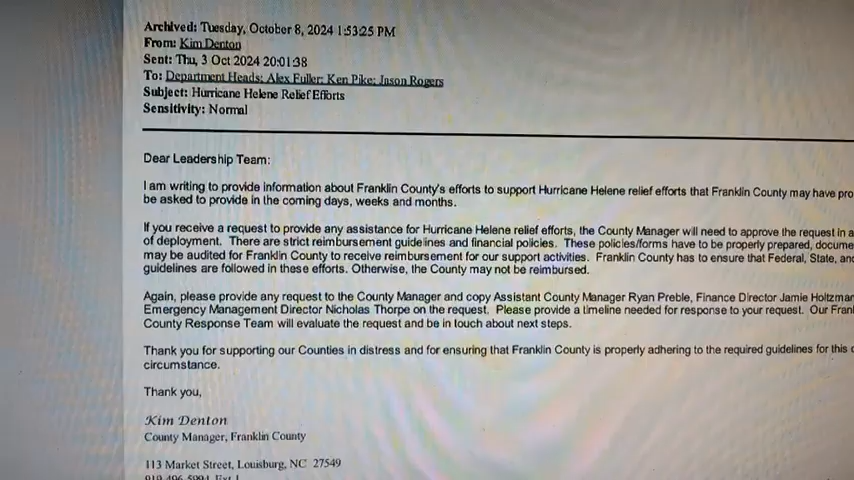 Archived: Tuesday, October 8, 2024 1:53:25 PM
From: Kim Denton
Sent: Thu, 3 Oct 2024 20:01:38
To: Department Heads; Alex Fuller; Ken Pike; Jason Rogers
Subject: Hurricane Helene Relief Efforts
Sensitivity: Normal
Dear Leadership Team:
I am writing to provide information about Franklin County's efforts to support Hurricane Helene relief efforts that Franklin County may have pro
be asked to provide in the coming days, weeks and months.
If you receive a request to provide any assistance for Hurricane Helene relief efforts, the County Manager will need to approve the request in a
of deployment. There are strict reimbursement guidelines and financial policies. These policies/forms have to be properly prepared, docume
may be audited for Franklin County to receive reimbursement for our support activities. Franklin County has to ensure that Federal, State, and
guidelines are followed in these efforts. Otherwise, the County may not be reimbursed.
Again, please provide any request to the County Manager and copy Assistant County Manager Ryan Preble, Finance Director Jamie Holtzman
Emergency Management Director Nicholas Thorpe on the request. Please provide a timeline needed for response to your request. Our Fran
County Response Team will evaluate the request and be in touch about next steps.
Thank you for supporting our Counties in distress and for ensuring that Franklin County is properly adhering to the required guidelines for this
circumstance.
Thank you,
Kim Denton
County Manager, Franklin County
113 Market Street, Louisburg, NC 27549